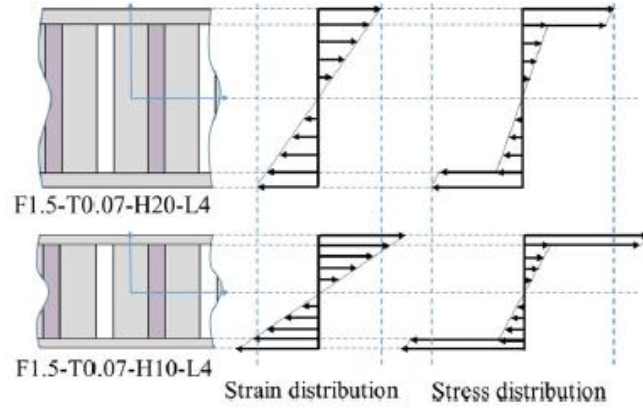 F1.5-T0.07-H20-L4
F1.5-T0.07-H10-L4
Strain distribution
Stress distribution